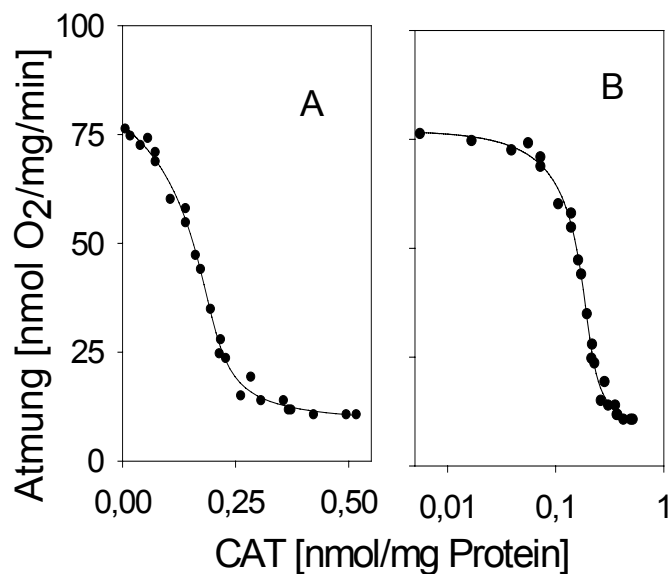 100
75
50
25
0
Atmung [nmol O2/mg/min]
A
B
0,00 0,25 0,50
0,01 0,1 1
CAT [nmol/mg Protein]